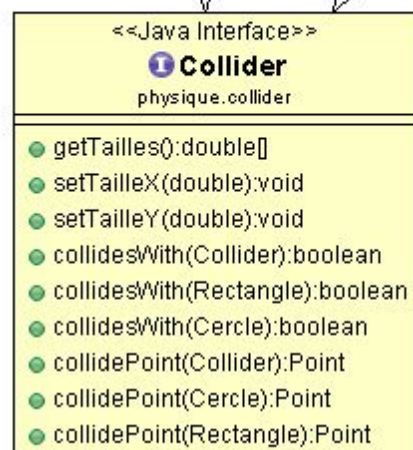 <<Java Interface>>
I Collider
physique.collider
getTailles():double[]
setTailleX(double):void
setTailleY(double):void
collidesWith(Collider):boolean
collidesWith(Rectangle):boolean
collidesWith(Cercle):boolean
collidePoint(Collider):Point
collidePoint(Cercle):Point
collidePoint(Rectangle):Point